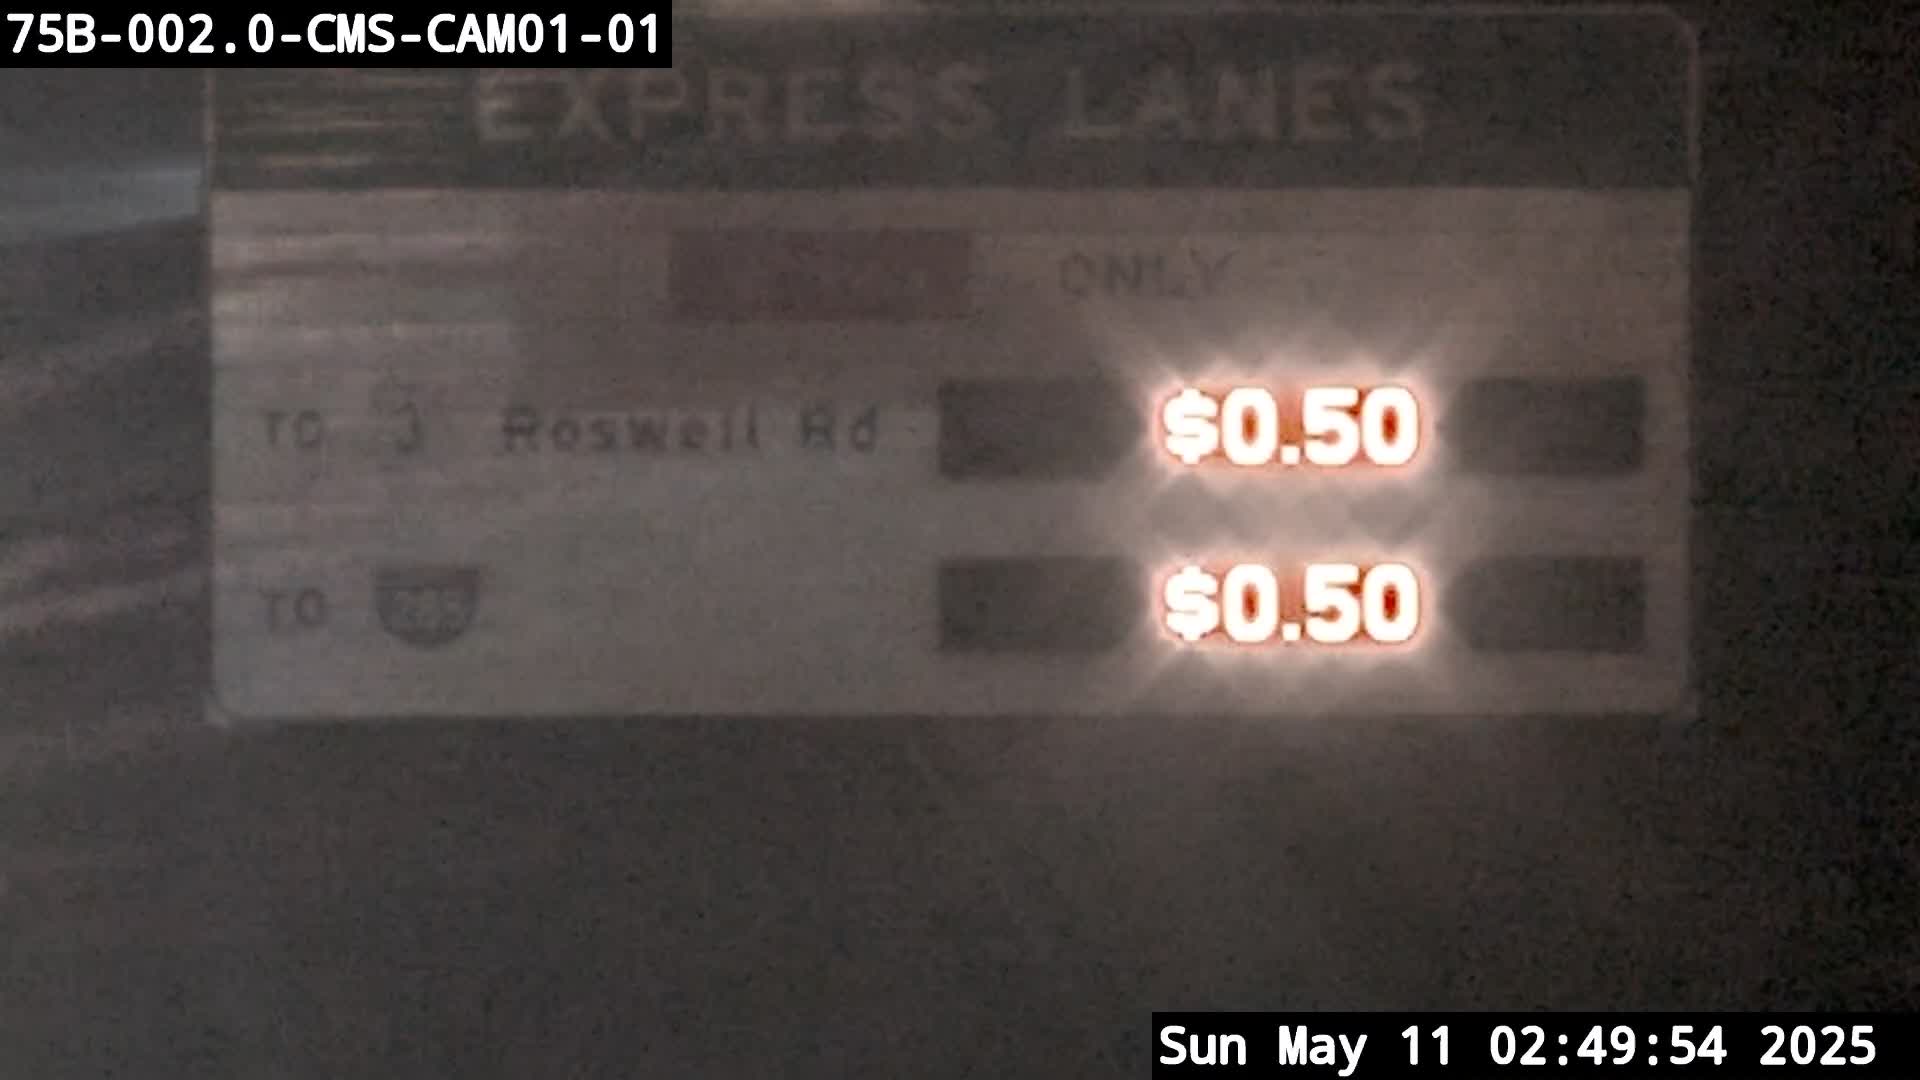 75B-002.0-CMS-CAM01-01
EXPRESS LANES
ONLY
TO Roswell Rd $0.50
TO $0.50
Sun May 11 02:49:54 2025